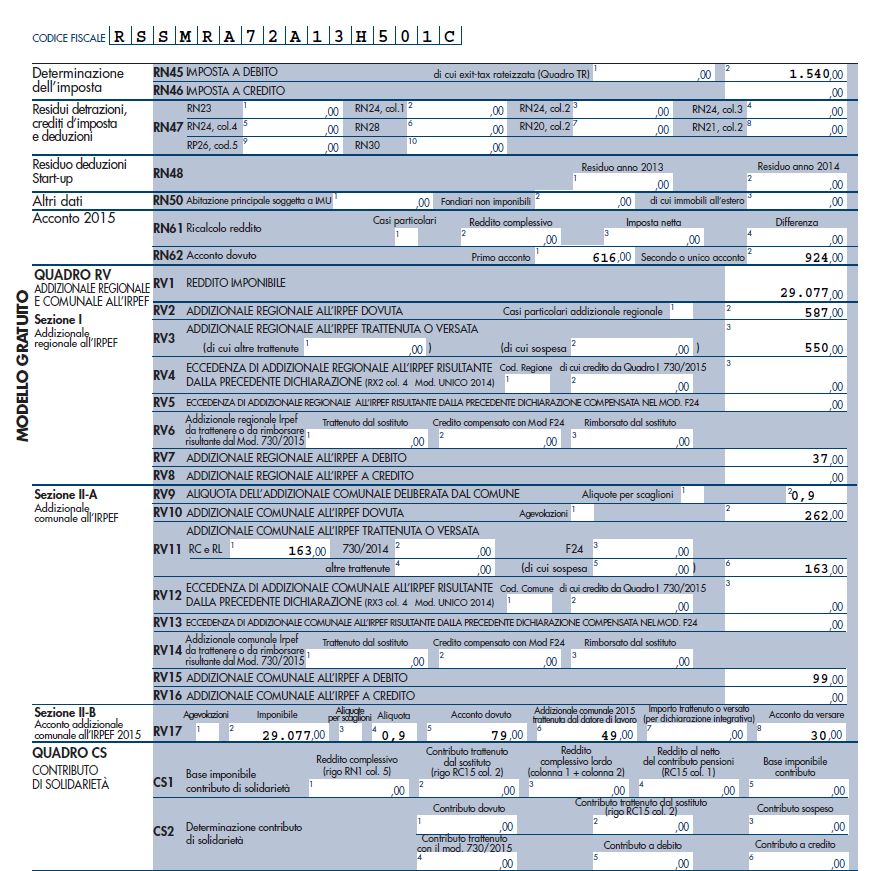 CODICE FISCALE R S S M R A 7 2 A 1 3 H 5 0 1 C
Determinazione dell'imposta RN45 IMPOSTA A DEBITO di cui exit-tax rateizzata (Quadro TR) 1 ,00 2 1.540,00
RN46 IMPOSTA A CREDITO ,00
Residui detrazioni, crediti d'imposta e deduzioni
RN23 1 ,00 RN24, col.1 2 ,00 RN24, col.2 3 ,00 RN24, col.3 4 ,00
RN47 RN24, col.4 5 ,00 RN28 6 ,00 RN20, col.2 7 ,00 RN21, col.2 8 ,00
RP26, cod.5 9 ,00 RN30 10 ,00
Residuo deduzioni Start-up
Residuo anno 2013 Residuo anno 2014
RN48 1 ,00 2 ,00
Altri dati RN50 Abitazione principale soggetta a IMU 1 ,00 Fondiari non imponibili 2 ,00 di cui immobili all'estero 3 ,00
Acconto 2015
Casi particolari Reddito complessivo Imposta netta Differenza
RN61 Ricalcolo reddito 1 2 ,00 3 ,00 4 ,00
RN62 Acconto dovuto Primo acconto 1 616,00 Secondo o unico acconto 2 924,00
MODELLO GRATUITO
QUADRO RV
ADDIZIONALE REGIONALE E COMUNALE ALL'IRPEF
RV1 REDDITO IMPONIBILE 29.077,00
Sezione I
Addizionale regionale all'IRPEF
RV2 ADDIZIONALE REGIONALE ALL'IRPEF DOVUTA Casi particolari addizionale regionale 1 2 587,00
ADDIZIONALE REGIONALE ALL'IRPEF TRATTENUTA O VERSATA 3
RV3 (di cui altre trattenute 1 ,00 ) (di cui sospesa 2 ,00 ) 550,00
RV4 ECCEDENZA DI ADDIZIONALE REGIONALE ALL'IRPEF RISULTANTE Cod. Regione di cui credito da Quadro I 730/2015 3
DALLA PRECEDENTE DICHIARAZIONE (RX2 col. 4 Mod. UNICO 2014) 1 2 ,00 ,00
RV5 ECCEDENZA DI ADDIZIONALE REGIONALE ALL'IRPEF RISULTANTE DALLA PRECEDENTE DICHIARAZIONE COMPENSATA NEL MOD. F24 ,00
RV6 Addizionale regionale Irpef da trattenere o da rimborsare risultante dal Mod. 730/2015
Trattenuto dal sostituto Credito compensato con Mod F24 Rimborsato dal sostituto
1 ,00 2 ,00 3 ,00
RV7 ADDIZIONALE REGIONALE ALL'IRPEF A DEBITO 37,00
RV8 ADDIZIONALE REGIONALE ALL'IRPEF A CREDITO ,00
Sezione II-A
Addizionale comunale all'IRPEF
RV9 ALIQUOTA DELL'ADDIZIONALE COMUNALE DELIBERATA DAL COMUNE Aliquote per scaglioni 1 2 0,9
RV10 ADDIZIONALE COMUNALE ALL'IRPEF DOVUTA Agevolazioni 1 2 262,00
ADDIZIONALE COMUNALE ALL'IRPEF TRATTENUTA O VERSATA
RV11 RC e RL 1 163,00 730/2014 2 ,00 F24 3 ,00
altre trattenute 4 ,00 (di cui sospesa 5 ,00 ) 6 163,00
RV12 ECCEDENZA DI ADDIZIONALE COMUNALE ALL'IRPEF RISULTANTE Cod. Comune di cui credito da Quadro I 730/2015 3
DALLA PRECEDENTE DICHIARAZIONE (RX3 col. 4 Mod. UNICO 2014) 1 2 ,00 ,00
RV13 ECCEDENZA DI ADDIZIONALE COMUNALE ALL'IRPEF RISULTANTE DALLA PRECEDENTE DICHIARAZIONE COMPENSATA NEL MOD. F24 ,00
RV14 Addizionale comunale Irpef da trattenere o da rimborsare risultante dal Mod. 730/2015
Trattenuto dal sostituto Credito compensato con Mod F24 Rimborsato dal sostituto
1 ,00 2 ,00 3 ,00
RV15 ADDIZIONALE COMUNALE ALL'IRPEF A DEBITO 99,00
RV16 ADDIZIONALE COMUNALE ALL'IRPEF A CREDITO ,00
Sezione II-B
Acconto addizionale comunale all'IRPEF 2015
Agevolazioni Imponibile Aliquote per scaglioni Aliquota Acconto dovuto Addizionale comunale 2015 trattenuta dal datore di lavoro Importo trattenuto o versato (per dichiarazione integrativa) Acconto da versare
RV17 1 2 29.077,00 3 4 0,9 5 79,00 6 49,00 7 ,00 8 30,00
QUADRO CS
CONTRIBUTO DI SOLIDARIETÀ
CS1 Base imponibile contributo di solidarietà
Reddito complessivo (rigo RN1 col. 5) Contributo trattenuto dal sostituto (rigo RC15 col. 2) Reddito complessivo lordo (colonna 1 + colonna 2) Reddito al netto del contributo pensioni (RC15 col. 1) Base imponibile contributo
1 ,00 2 ,00 3 ,00 4 ,00 5 ,00
CS2 Determinazione contributo di solidarietà
Contributo dovuto Contributo trattenuto dal sostituto (rigo RC15 col. 2) Contributo sospeso
1 ,00 2 ,00 3 ,00
Contributo trattenuto con il mod. 730/2015 Contributo a debito Contributo a credito
4 ,00 5 ,00 6 ,00